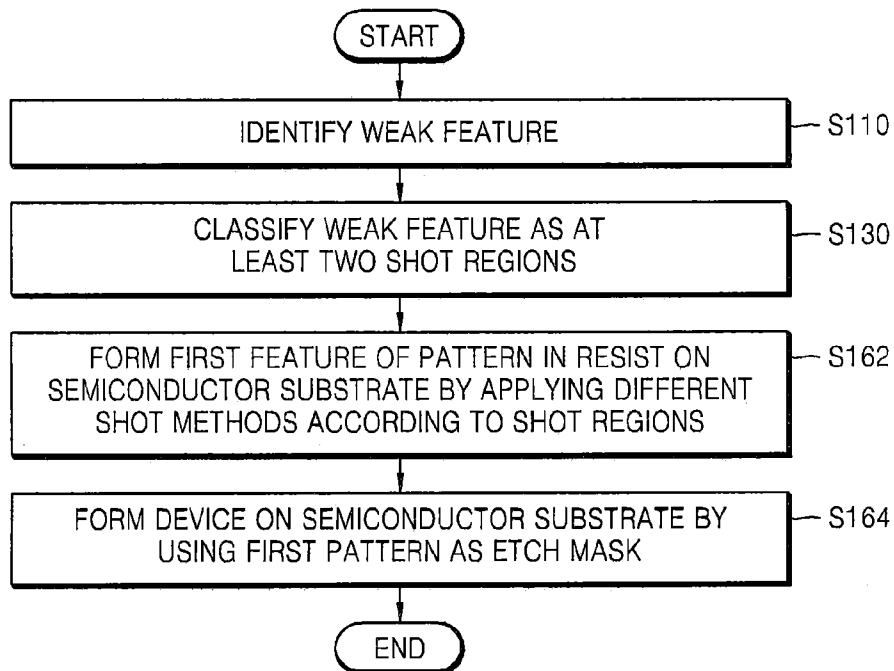 START
IDENTIFY WEAK FEATURE
S110
CLASSIFY WEAK FEATURE AS AT
LEAST TWO SHOT REGIONS
S130
FORM FIRST FEATURE OF PATTERN IN RESIST ON
SEMICONDUCTOR SUBSTRATE BY APPLYING DIFFERENT
SHOT METHODS ACCORDING TO SHOT REGIONS
S162
FORM DEVICE ON SEMICONDUCTOR SUBSTRATE BY
USING FIRST PATTERN AS ETCH MASK
S164
END